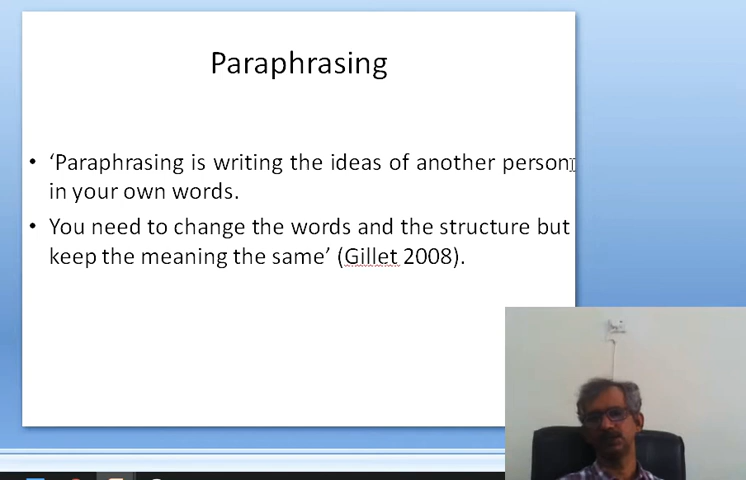 Paraphrasing
• ‘Paraphrasing is writing the ideas of another person
in your own words.
• You need to change the words and the structure but
keep the meaning the same’ (Gillet 2008).